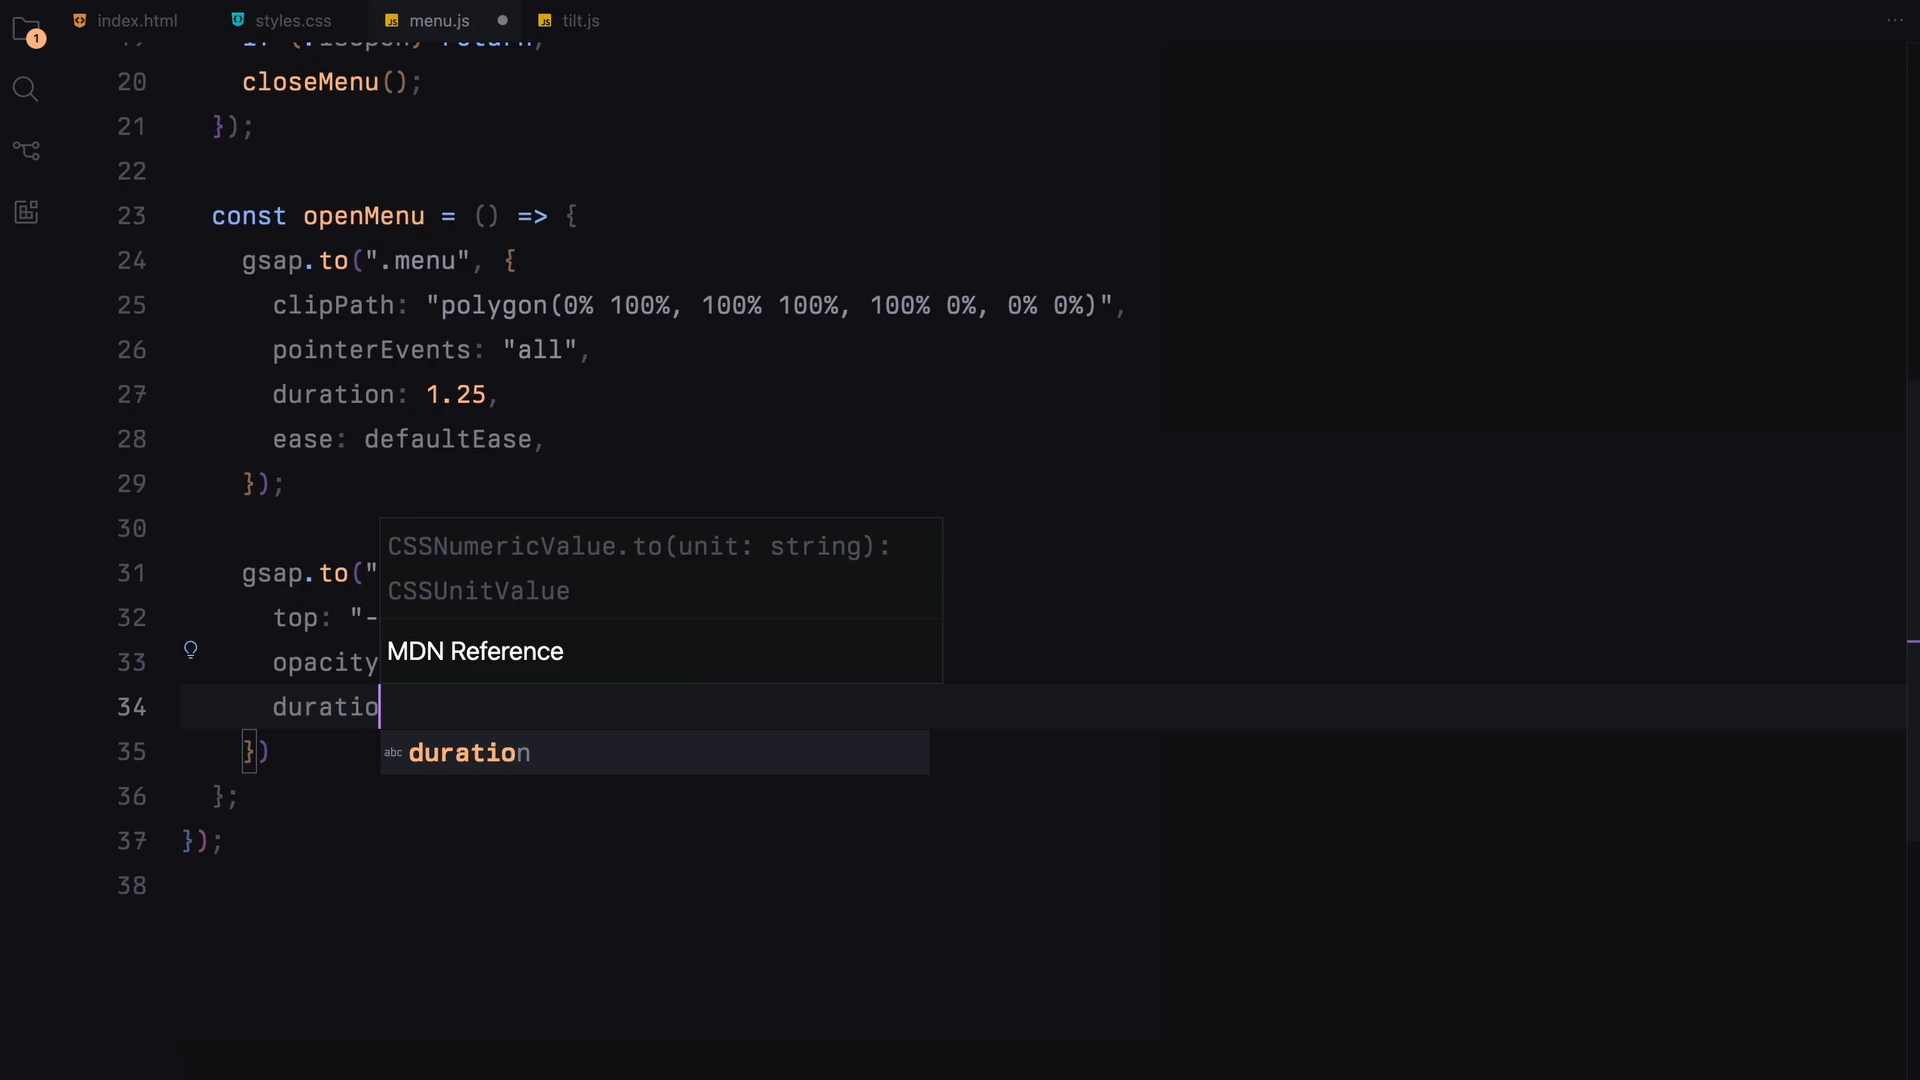 1
index.html
styles.css
JS menu.js
JS tilt.js
20 closeMenu();
21 });
22
23 const openMenu = () => {
24 gsap.to(".menu", {
25 clipPath: "polygon(0% 100%, 100% 100%, 100% 0%, 0% 0%)",
26 pointerEvents: "all",
27 duration: 1.25,
28 ease: defaultEase,
29 });
30
31 gsap.to("
32 top: "-
33 opacity
34 duratio
35 })
36 };
37 });
38
CSSNumericValue.to(unit: string):
CSSUnitValue
MDN Reference
abc duration